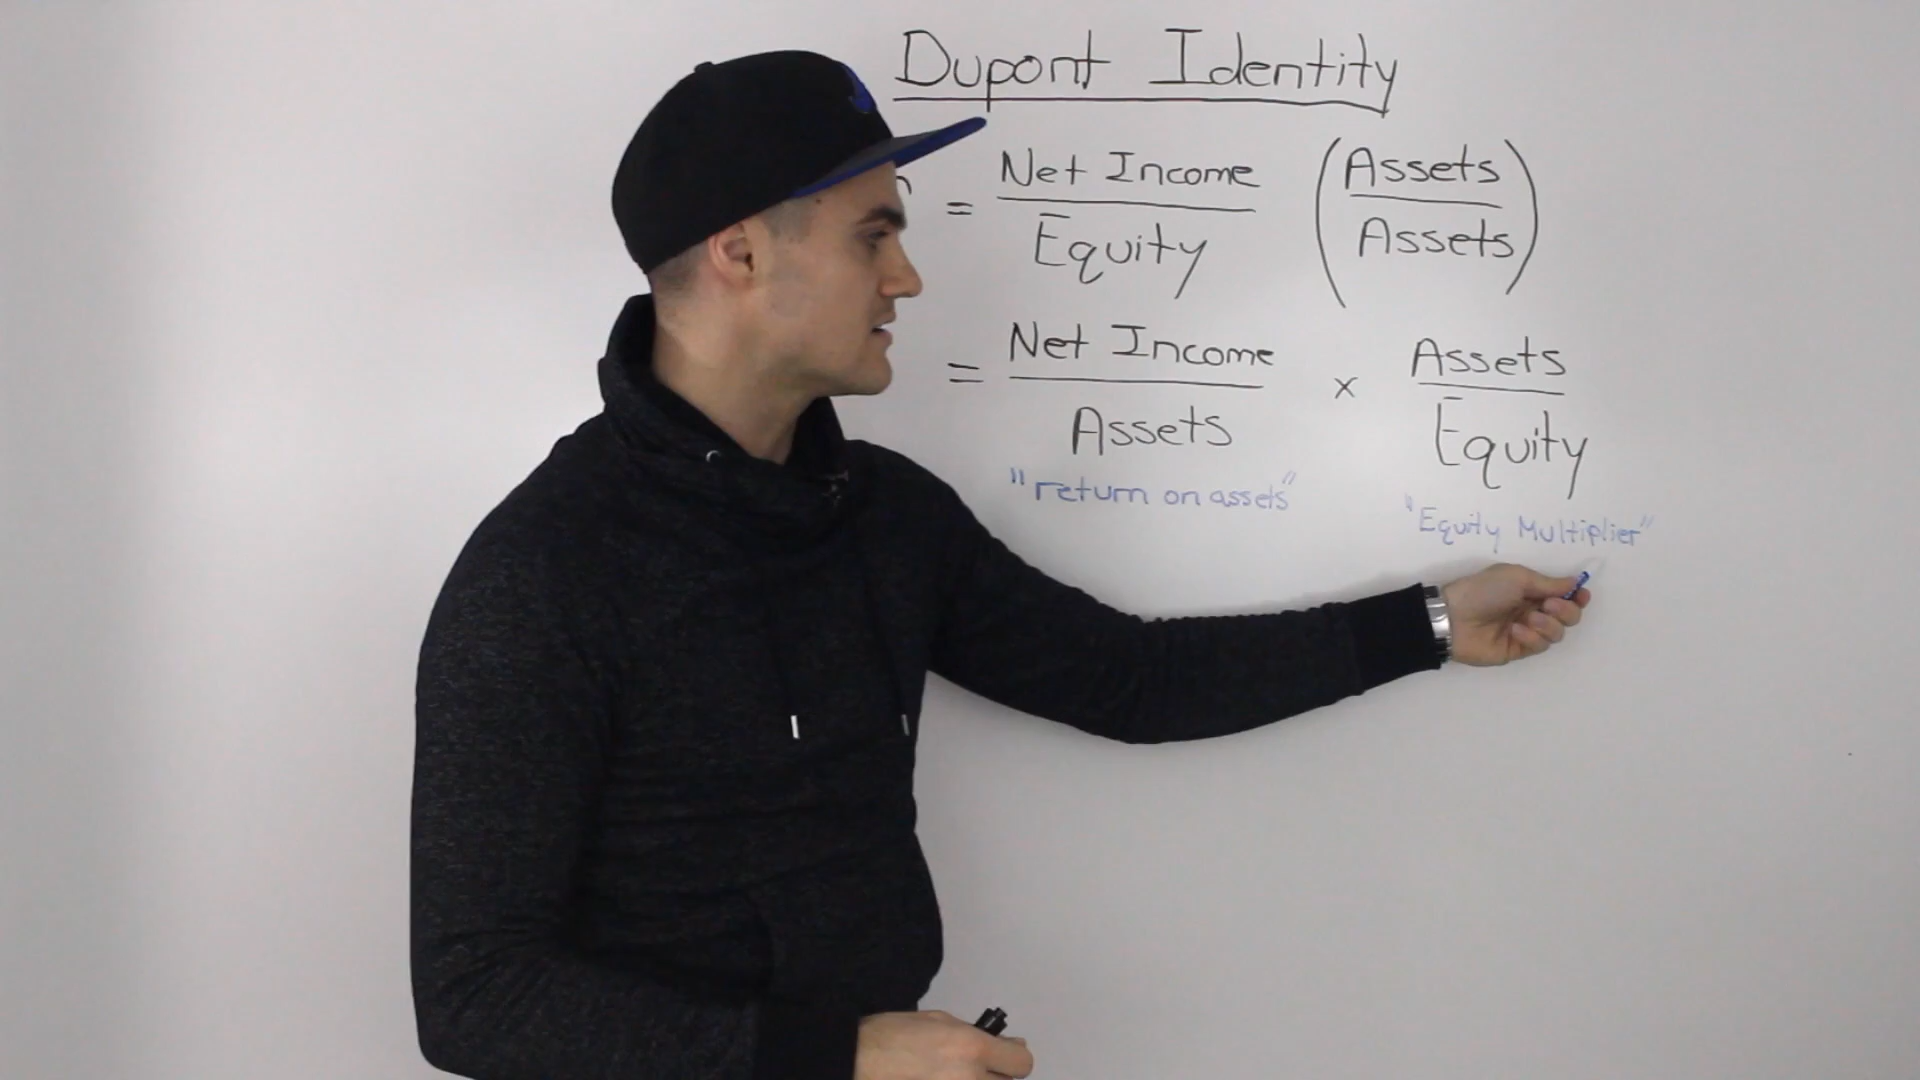 Dupont Identity
= Net Income ( Assets )
Equity Assets
= Net Income x Assets
Assets Equity
"return on assets"
"Equity Multiplier"